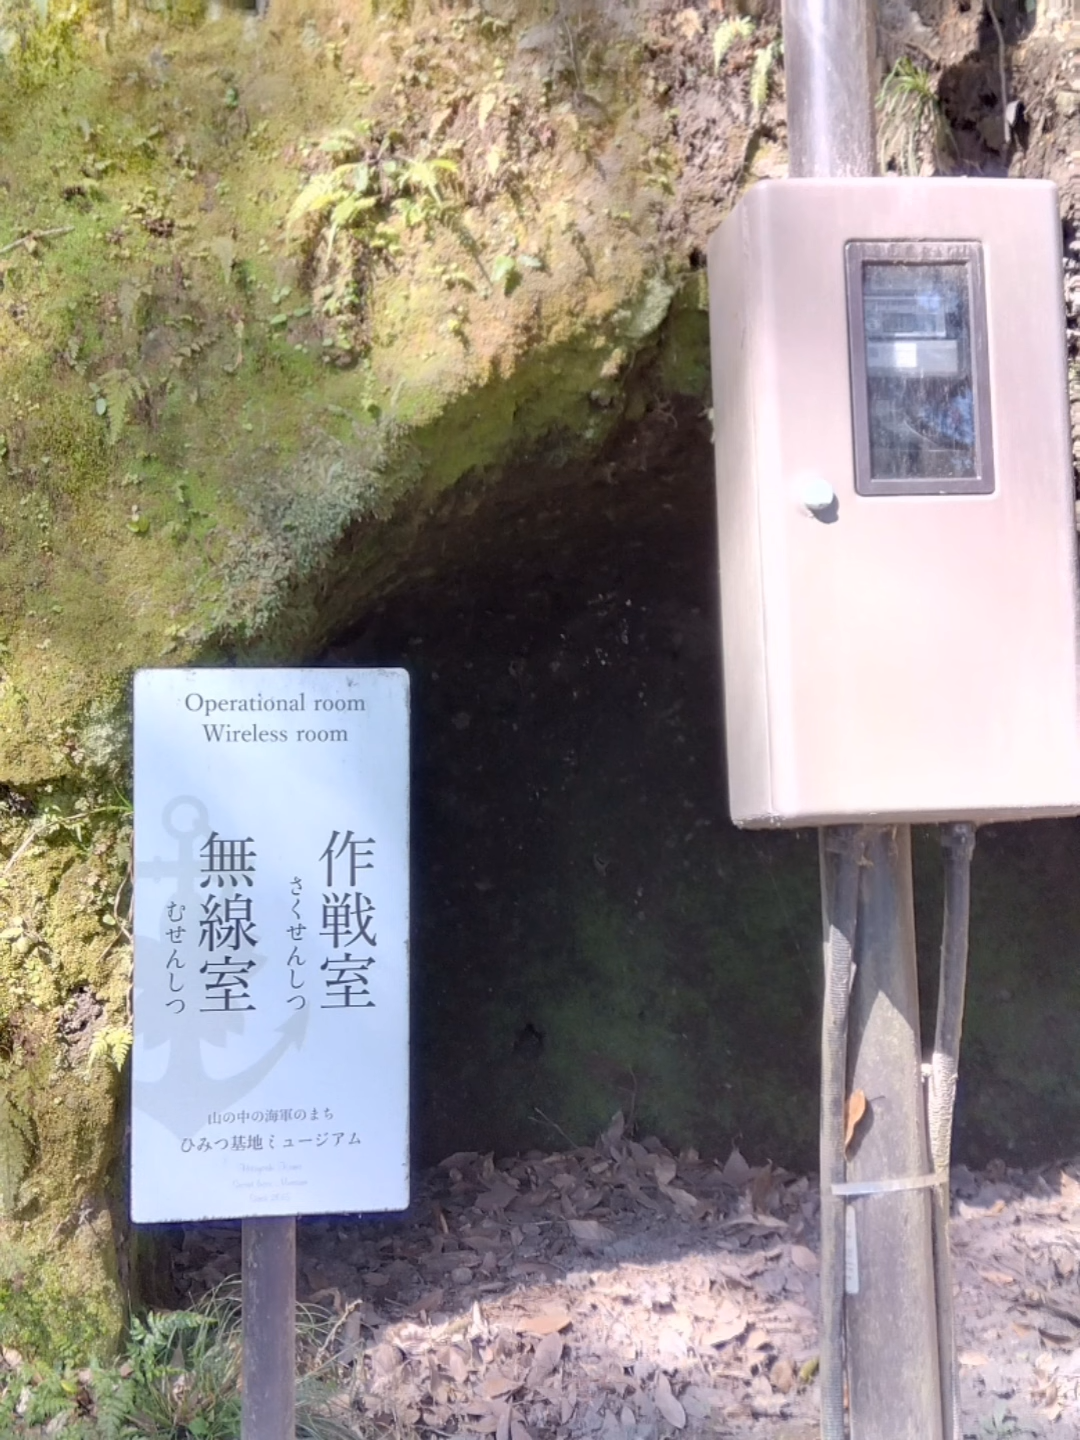 Operational room
Wireless room
作戦室
さくせんしつ
無線室
むせんしつ
山の中の海軍のまち
ひみつ基地ミュージアム